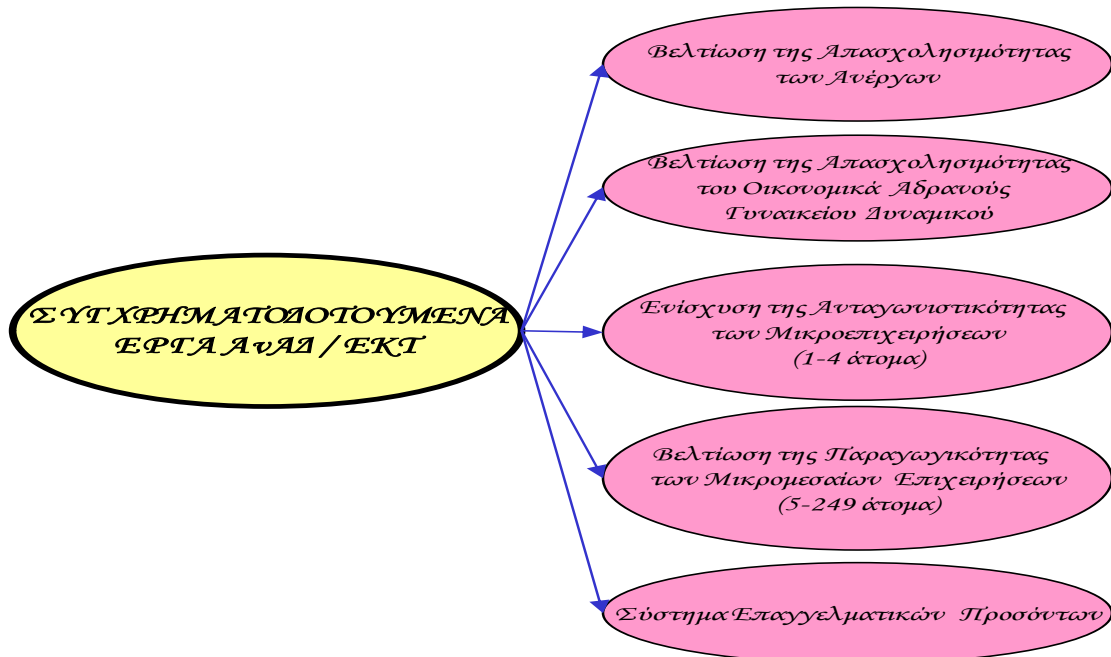 Βελτίωση της Απασχολησιμότητας
των Ανέργων
Βελτίωση της Απασχολησιμότητας
του Οικονομικά Αδρανούς
Γυναικείου Δυναμικού
ΣΥΓΧΡΗΜΑΤΟΔΟΤΟΥΜΕΝΑ
ΕΡΓΑ ΑνΑΔ / ΕΚΤ
Ενίσχυση της Ανταγωνιστικότητας
των Μικροεπιχειρήσεων
(1-4 άτομα)
Βελτίωση της Παραγωγικότητας
των Μικρομεσαίων Επιχειρήσεων
(5-249 άτομα)
Σύστημα Επαγγελματικών Προσόντων